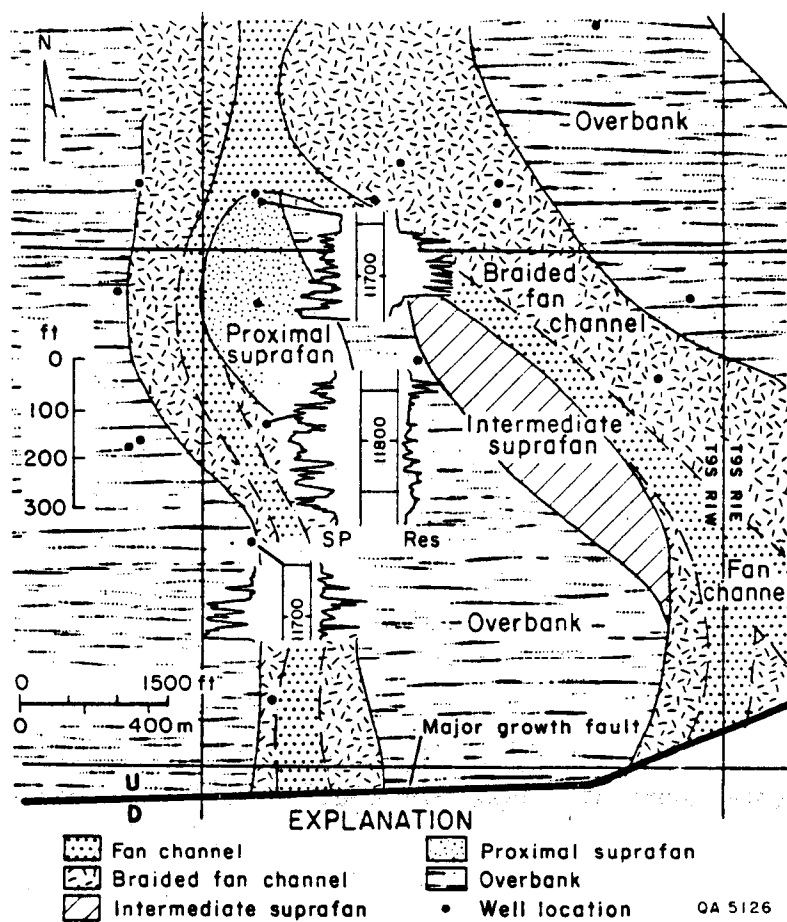 N
Overbank
11700
Braided
fan
channel
ft
0
100
200
300
Proximal
suprafan
11800
Intermediate
suprafan
T9S R1W
T9S R1E
SP
Res
Fan
channel
11700
Overbank
0 1500 ft
0 400 m
Major growth fault
U
D
EXPLANATION
Fan channel
Braided fan channel
Intermediate suprafan
Proximal suprafan
Overbank
Well location
QA 5126